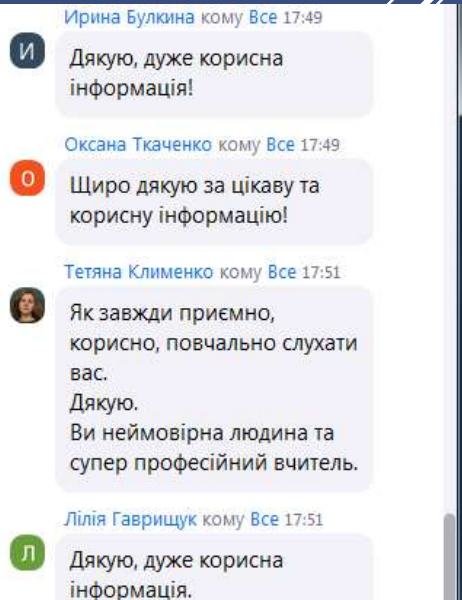 Ирина Булкина кому Все 17:49
И
Дякую, дуже корисна
інформація!
Оксана Ткаченко кому Все 17:49
О
Щиро дякую за цікаву та
корисну інформацію!
Тетяна Клименко кому Все 17:51
Як завжди приємно,
корисно, повчально слухати
вас.
Дякую.
Ви неймовірна людина та
супер професійний вчитель.
Лілія Гаврищук кому Все 17:51
Л
Дякую, дуже корисна
інформація.